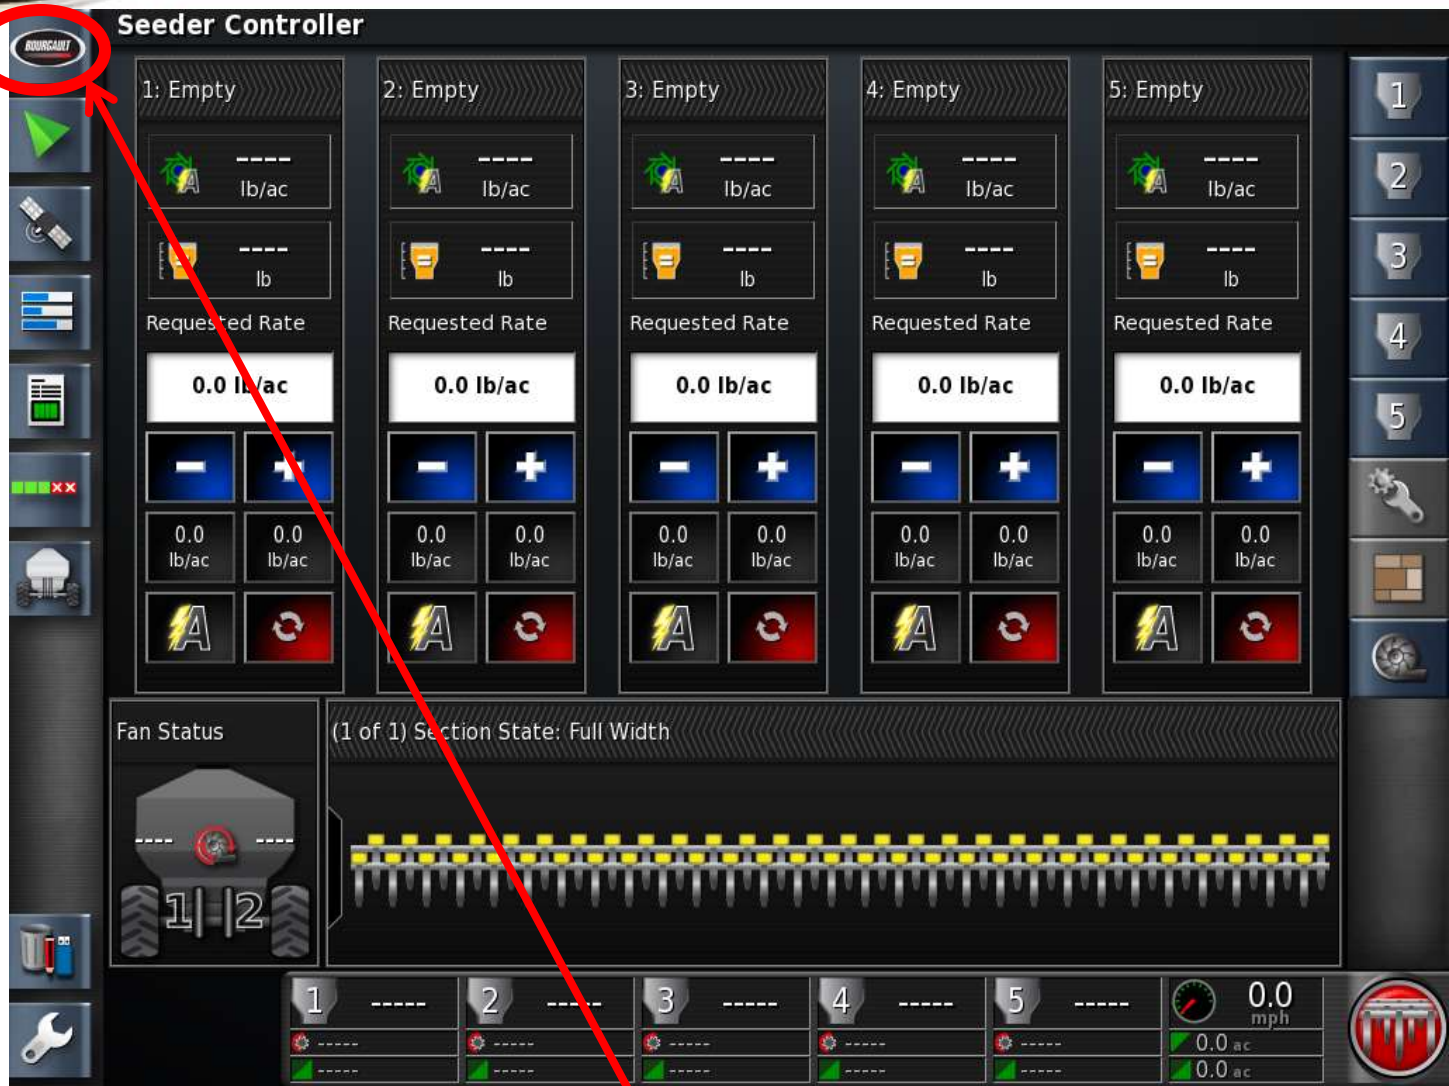 BOURGAULT
Seeder Controller
1: Empty
2: Empty
3: Empty
4: Empty
5: Empty
---- lb/ac
---- lb/ac
---- lb/ac
---- lb/ac
---- lb/ac
---- lb
---- lb
---- lb
---- lb
---- lb
Requested Rate
Requested Rate
Requested Rate
Requested Rate
Requested Rate
0.0 lb/ac
0.0 lb/ac
0.0 lb/ac
0.0 lb/ac
0.0 lb/ac
− +
− +
− +
− +
− +
0.0 lb/ac
0.0 lb/ac
0.0 lb/ac
0.0 lb/ac
0.0 lb/ac
0.0 lb/ac
0.0 lb/ac
0.0 lb/ac
0.0 lb/ac
0.0 lb/ac
A
A
A
A
A
1
2
3
4
5
Fan Status
---- ----
1 2
(1 of 1) Section State: Full Width
1 -----
2 -----
3 -----
4 -----
5 -----
0.0 mph
-----
-----
-----
-----
-----
0.0 ac
-----
-----
-----
-----
-----
0.0 ac